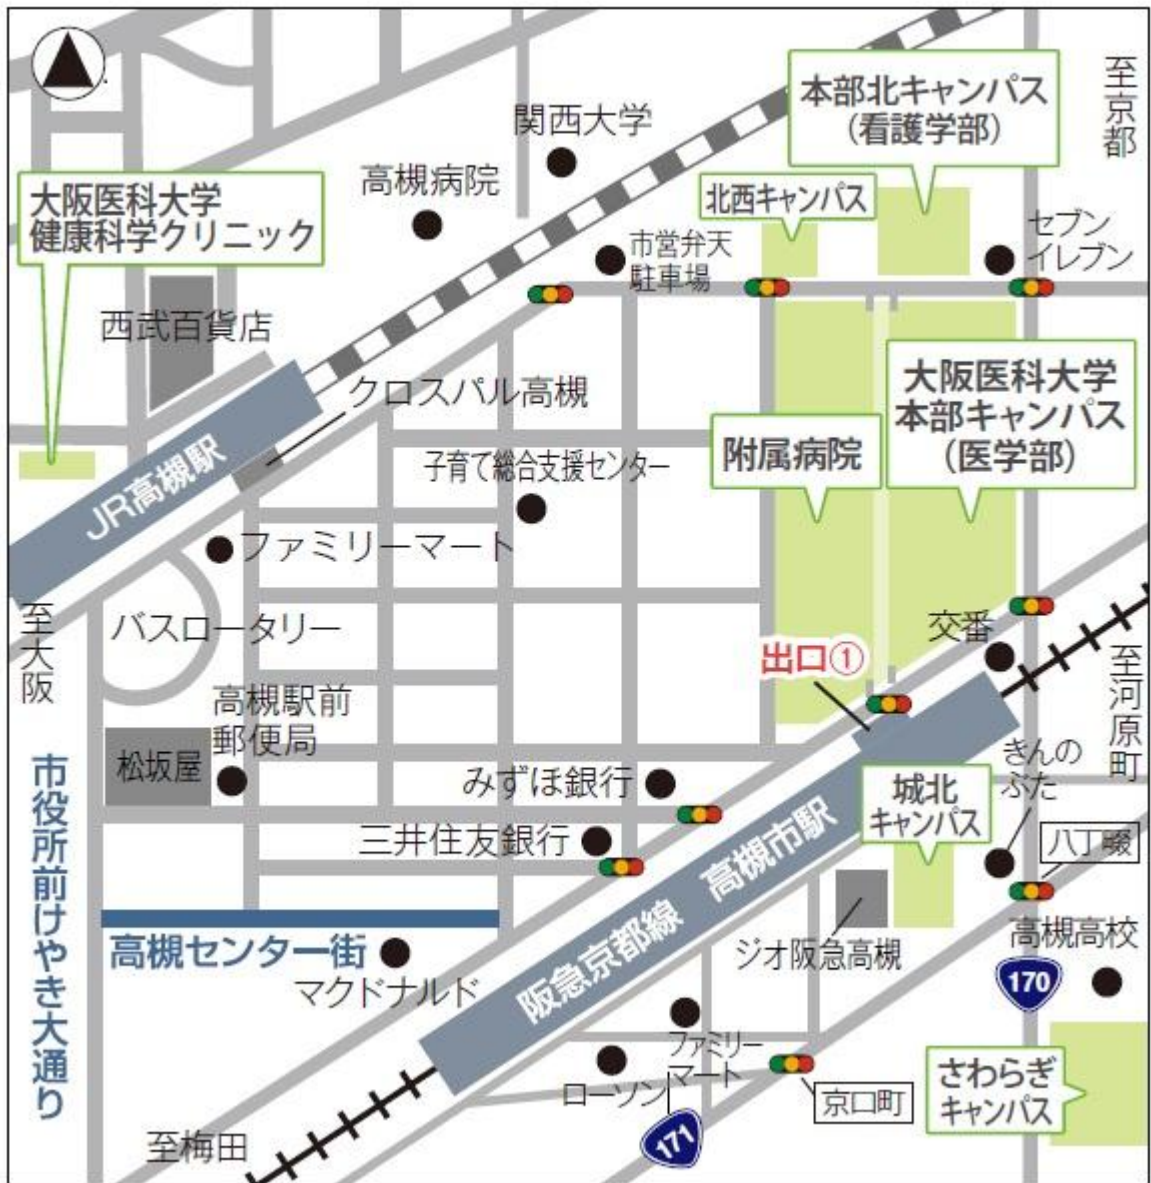 本部北キャンパス
(看護学部)
至京都
関西大学
高槻病院
大阪医科大学
健康科学クリニック
北西キャンパス
セブン
イレブン
市営弁天
駐車場
西武百貨店
クロスパル高槻
大阪医科大学
本部キャンパス
(医学部)
附属病院
JR高槻駅
子育て総合支援センター
ファミリーマート
至大阪
バスロータリー
交番
出口①
至河原町
高槻駅前
郵便局
松坂屋
きんの
ぶた
みずほ銀行
城北
キャンパス
市役所前けやき大通り
三井住友銀行
八丁畷
阪急京都線 高槻市駅
高槻センター街
マクドナルド
ジオ阪急高槻
高槻高校
170
ファミリー
マート
ローソン
さわらぎ
キャンパス
京口町
171
至梅田